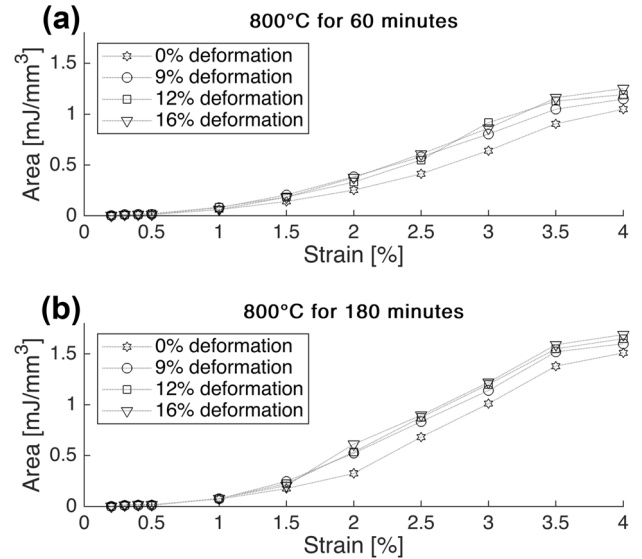 (a)
800°C for 60 minutes
0% deformation
9% deformation
12% deformation
16% deformation
Area [mJ/mm³]
1.5
1
0.5
0
0 0.5 1 1.5 2 2.5 3 3.5 4
Strain [%]
(b)
800°C for 180 minutes
0% deformation
9% deformation
12% deformation
16% deformation
Area [mJ/mm³]
1.5
1
0.5
0
0 0.5 1 1.5 2 2.5 3 3.5 4
Strain [%]